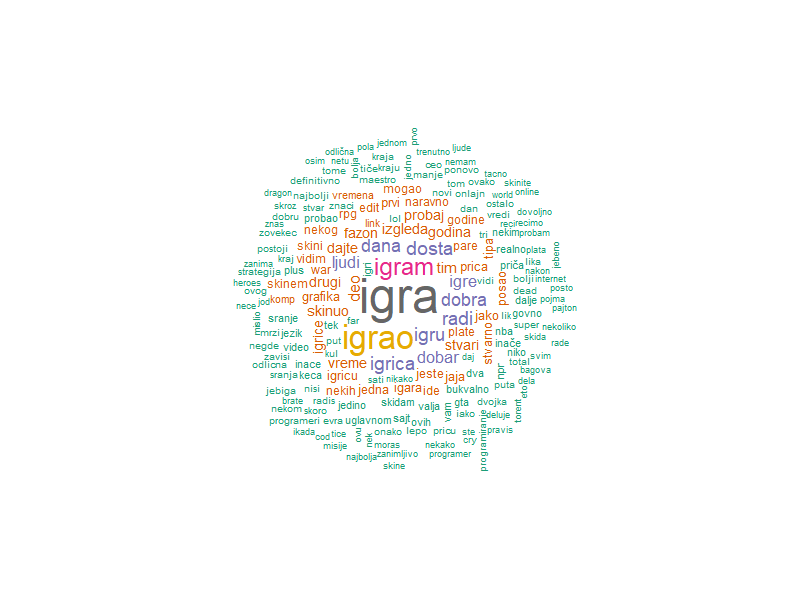 prvo
pola jednom
odlična kraja trenutno ljude
osim netu bolja jedno ceo nemam
tome tiče kraju manje ponovo
definitivno maestro tom ovako tacno
dragon najbolji vremena mogao novi onlajn skinite
skroz stvar znaci edit prvi naravno dan ostalo world online
dobru probao rpg link lol probaj godine vredi dovoljno
znas nekog fazon izgleda godina tri nekim reci recimo
zovekec probam
postoji skini dajte dana dosta pare tipa realno plata
zanima kraj vidim ljudi igri igram tim prica priča lika jebeno
strategija plus war nakon
heroes skinem drugi deo igra igre vidi posao bolji internet
ovog dead posto
nece jod komp grafika dobra dalje pojma
skinuo far radi jako lik govno pajton
mislio sranje tek igrao igru plate nba super nekoliko
mrzi jezik igrice put stvari stvarno inače skida rade
negde video kul dobar niko svim
zavisi vreme igrica daj total
odlicna inace jeste jaja dva npr bagova
sranja keca igricu sati nikako dela
jebiga nisi nekih jedna igara ide bukvalno puta eto
brate radis skidam valja vam gta dvojka
nekom skoro jedino iako deluje torent
programeri evra uglavnom sajt ovih
ikada cod tice ovu nek onako lepo pricu ste programiranje pravis
misije moras nekako cry
najbolja zanimljivo programer
skine